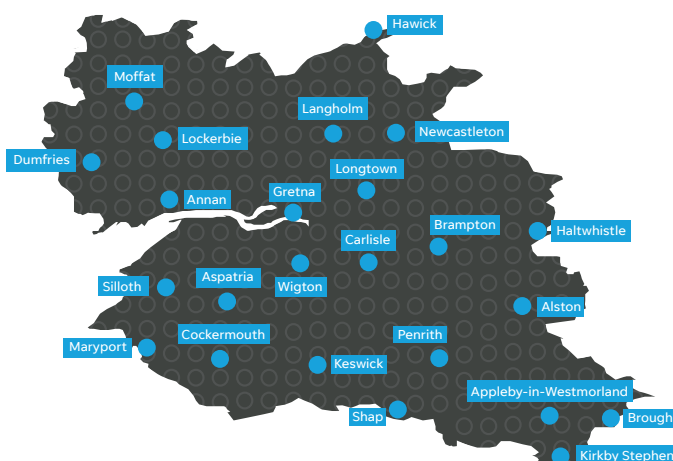 Hawick
Moffat
Langholm
Newcastleton
Lockerbie
Dumfries
Longtown
Gretna
Annan
Brampton
Haltwhistle
Carlisle
Aspatria
Silloth
Wigton
Alston
Cockermouth
Penrith
Maryport
Keswick
Appleby-in-Westmorland
Shap
Brough
Kirkby Stephen